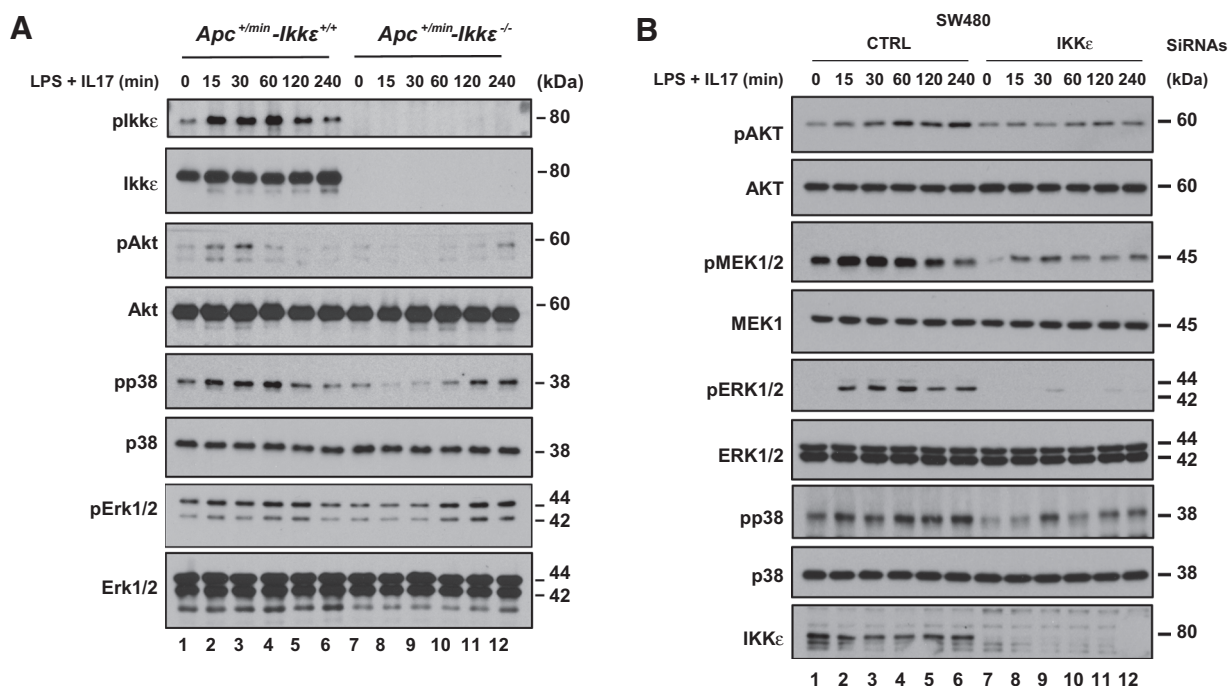 A
Apc +/min -Ikkε +/+ Apc +/min -Ikkε -/-
LPS + IL17 (min) 0 15 30 60 120 240 0 15 30 60 120 240 (kDa)
pIkkε 80
Ikkε 80
pAkt 60
Akt 60
pp38 38
p38 38
pErk1/2 44
42
Erk1/2 44
42
1 2 3 4 5 6 7 8 9 10 11 12
B
SW480
CTRL IKKε SiRNAs
LPS + IL17 (min) 0 15 30 60 120 240 0 15 30 60 120 240 (kDa)
pAKT 60
AKT 60
pMEK1/2 45
MEK1 45
pERK1/2 44
42
ERK1/2 44
42
pp38 38
p38 38
IKKε 80
1 2 3 4 5 6 7 8 9 10 11 12